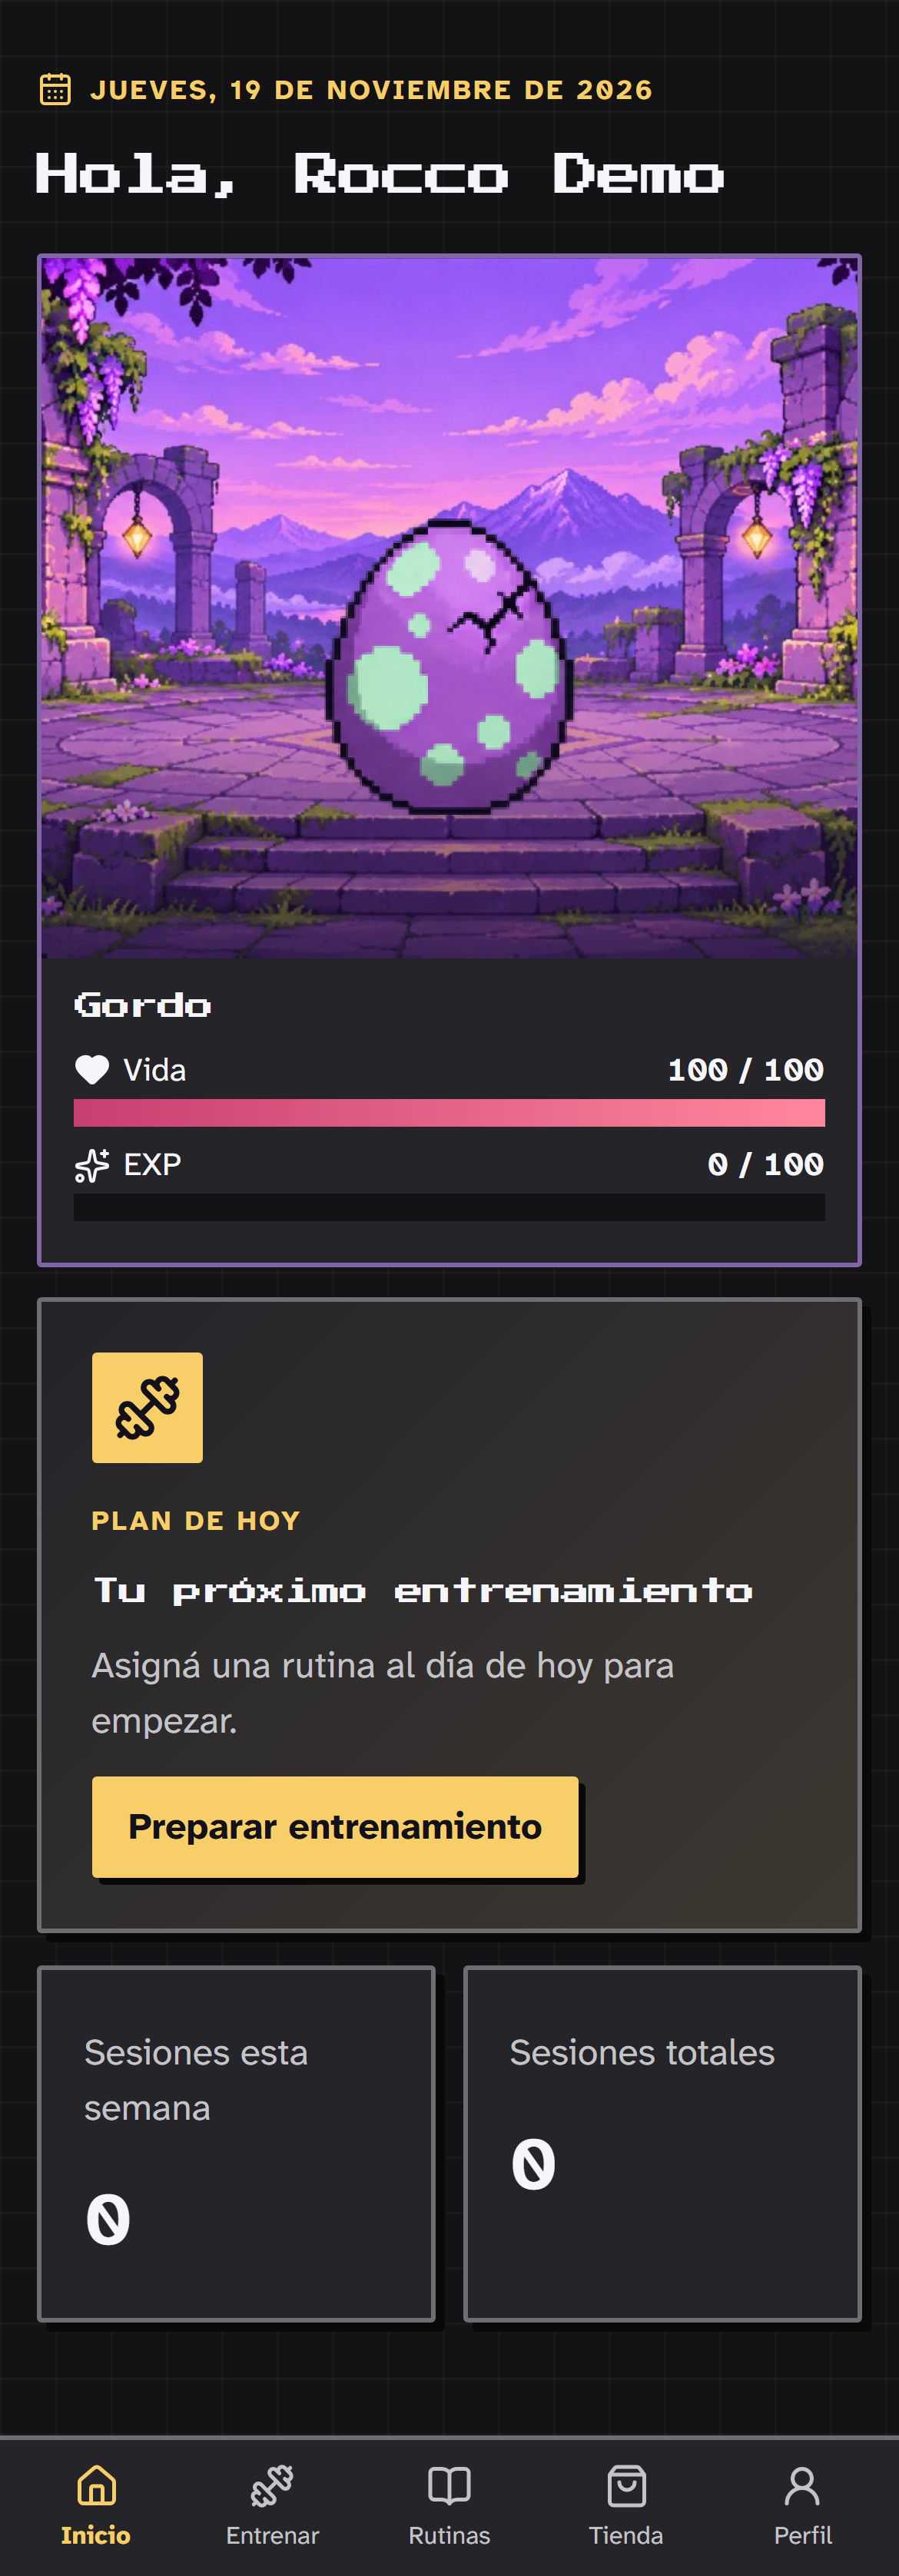 JUEVES, 19 DE NOVIEMBRE DE 2026
Hola, Rocco Demo
Gordo
Vida 100 / 100
EXP 0 / 100
PLAN DE HOY
Tu próximo entrenamiento
Asigná una rutina al día de hoy para
empezar.
Preparar entrenamiento
Sesiones esta
semana
0
Sesiones totales
0
Inicio Entrenar Rutinas Tienda Perfil